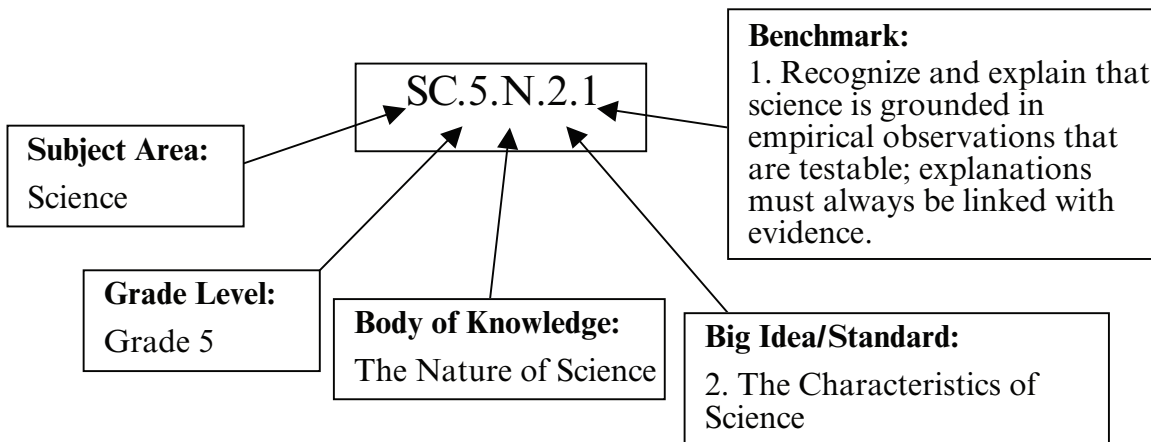 SC.5.N.2.1
Benchmark:
1. Recognize and explain that
science is grounded in
empirical observations that
are testable; explanations
must always be linked with
evidence.
Subject Area:
Science
Grade Level:
Grade 5
Body of Knowledge:
The Nature of Science
Big Idea/Standard:
2. The Characteristics of
Science